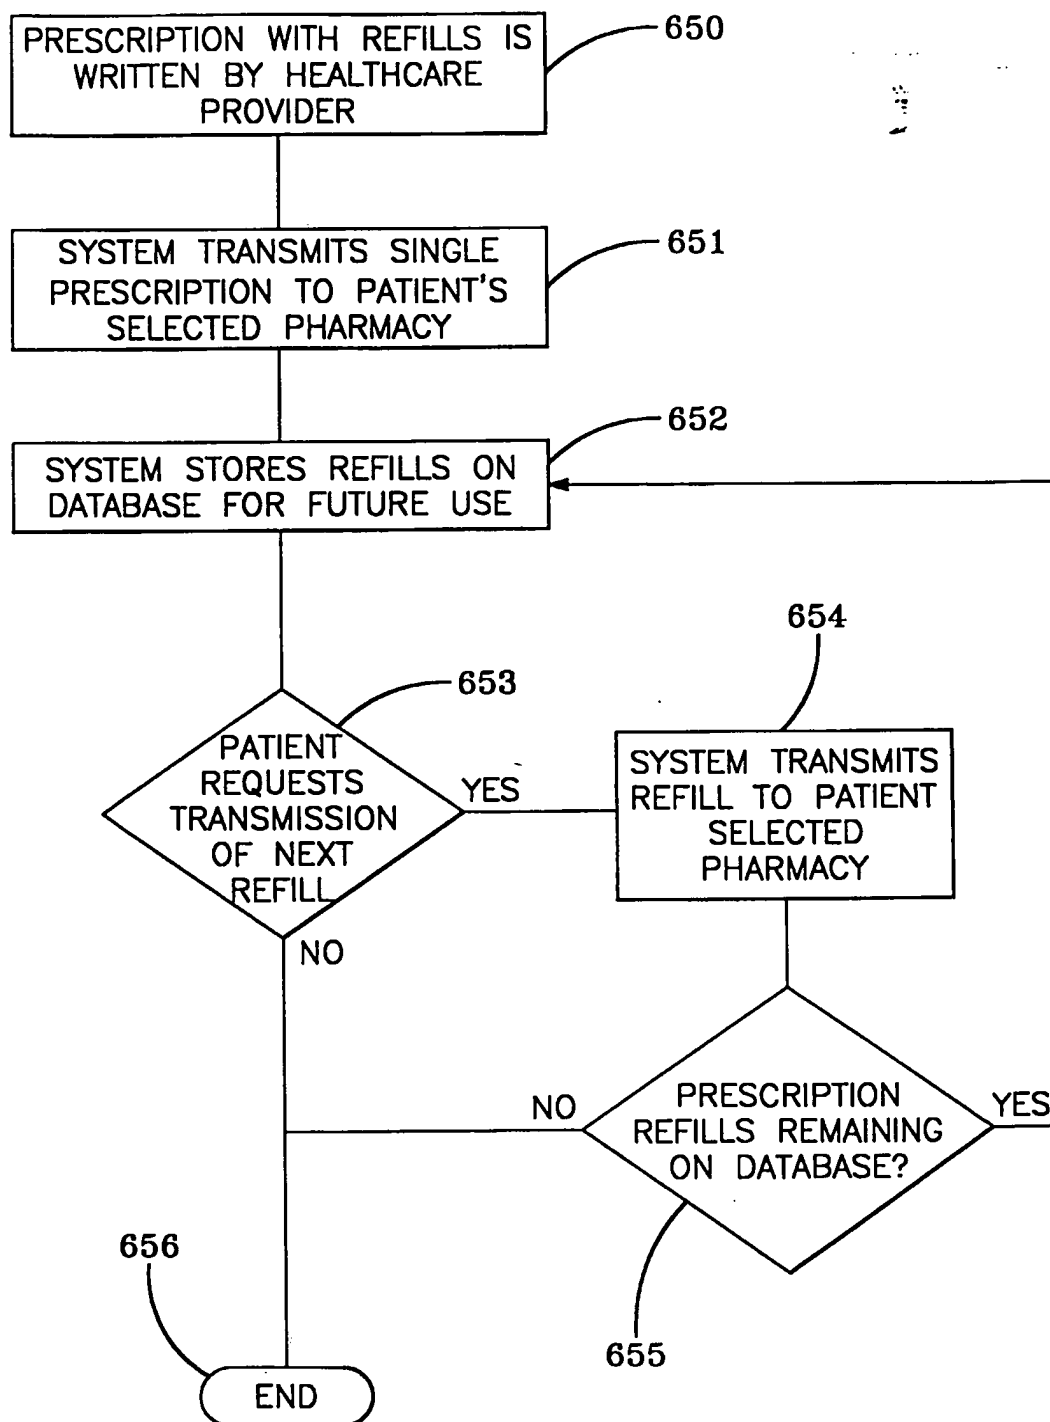 PRESCRIPTION WITH REFILLS IS
WRITTEN BY HEALTHCARE
PROVIDER
650
SYSTEM TRANSMITS SINGLE
PRESCRIPTION TO PATIENT'S
SELECTED PHARMACY
651
SYSTEM STORES REFILLS ON
DATABASE FOR FUTURE USE
652
PATIENT
REQUESTS
TRANSMISSION
OF NEXT
REFILL
653
YES
NO
SYSTEM TRANSMITS
REFILL TO PATIENT
SELECTED
PHARMACY
654
PRESCRIPTION
REFILLS REMAINING
ON DATABASE?
NO
YES
655
656
END